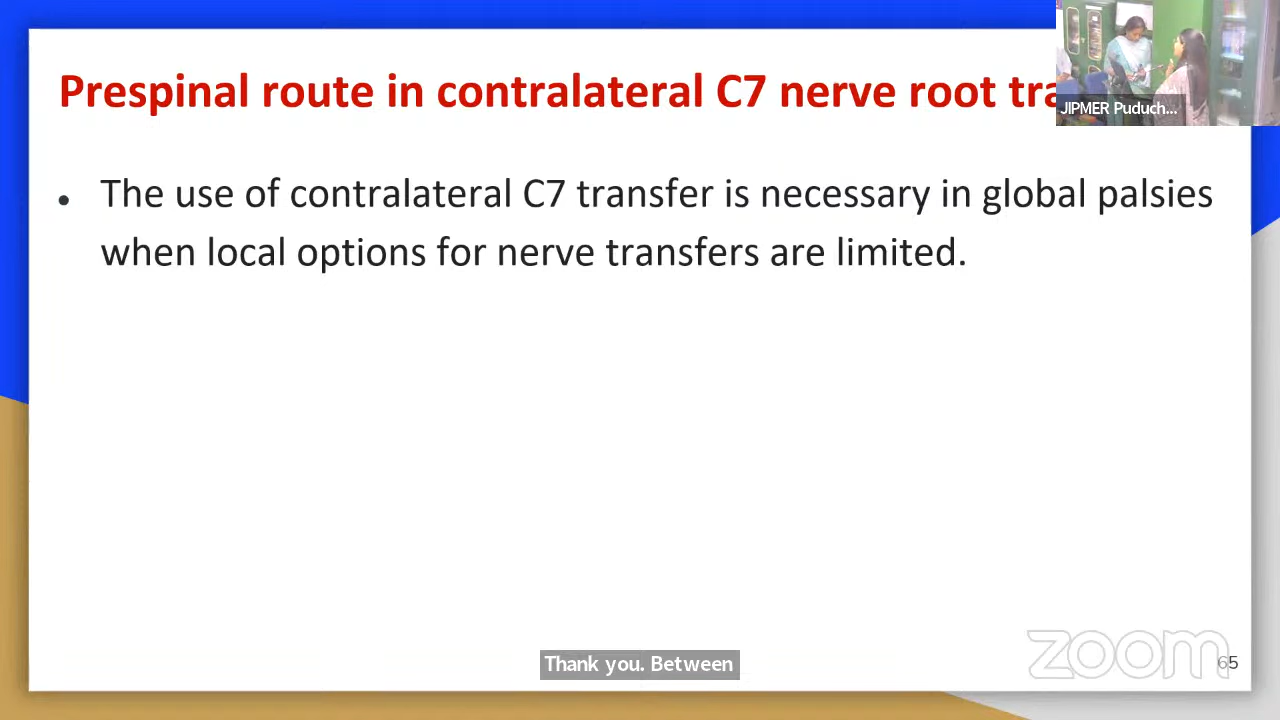 Prespinal route in contralateral C7 nerve root
JIPMER Puduch...
• The use of contralateral C7 transfer is necessary in global palsies
when local options for nerve transfers are limited.
Thank you. Between
zoom
65